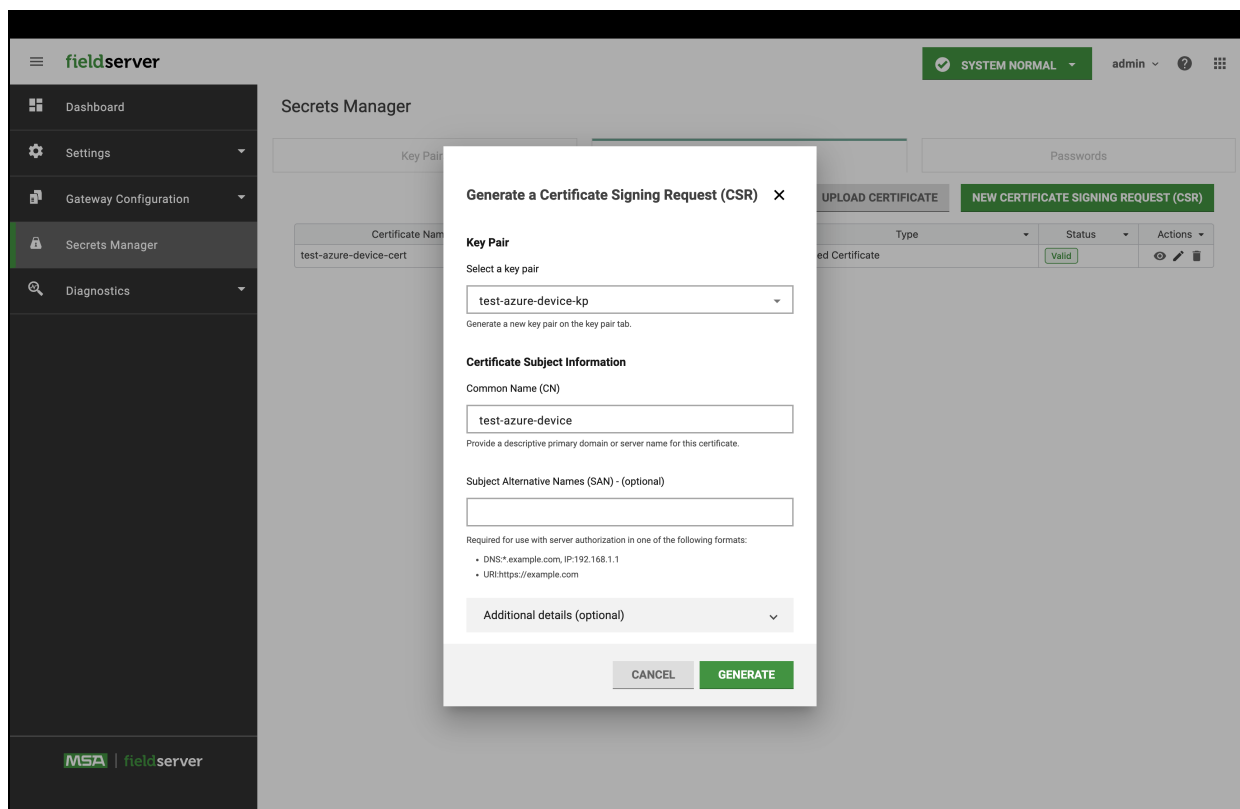 fieldserver
SYSTEM NORMAL
admin
Dashboard
Settings
Gateway Configuration
Secrets Manager
Diagnostics
MSA | fieldserver
Secrets Manager
Key Pair
Passwords
UPLOAD CERTIFICATE
NEW CERTIFICATE SIGNING REQUEST (CSR)
Certificate Nam
Type
Status
Actions
test-azure-device-cert
ed Certificate
Valid
Generate a Certificate Signing Request (CSR)
Key Pair
Select a key pair
test-azure-device-kp
Generate a new key pair on the key pair tab.
Certificate Subject Information
Common Name (CN)
test-azure-device
Provide a descriptive primary domain or server name for this certificate.
Subject Alternative Names (SAN) - (optional)
Required for use with server authorization in one of the following formats:
• DNS:*.example.com, IP:192.168.1.1
• URI:https://example.com
Additional details (optional)
CANCEL
GENERATE